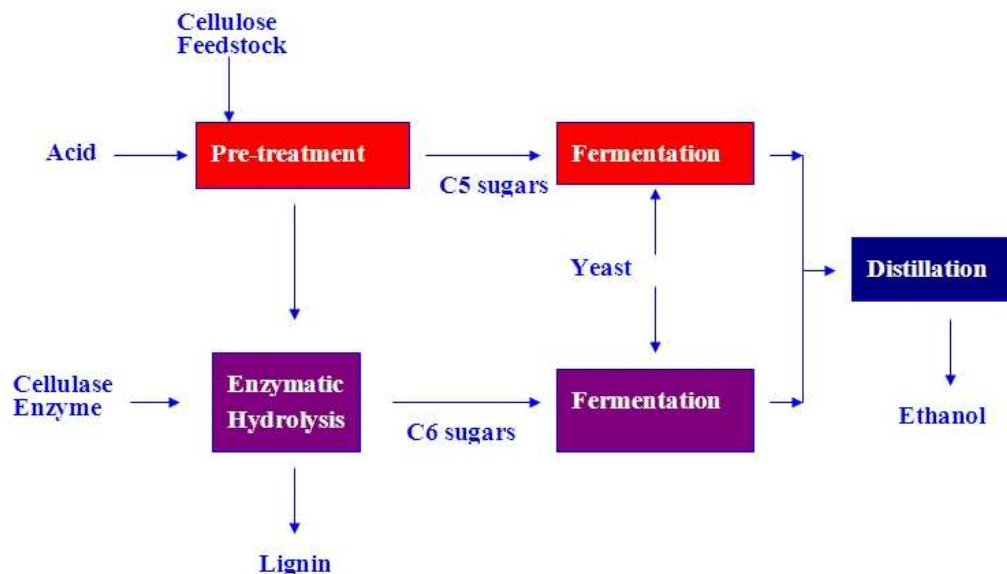 Cellulose
Feedstock
Acid
Pre-treatment
C5 sugars
Fermentation
Yeast
Distillation
Cellulase
Enzyme
Enzymatic
Hydrolysis
C6 sugars
Fermentation
Ethanol
Lignin